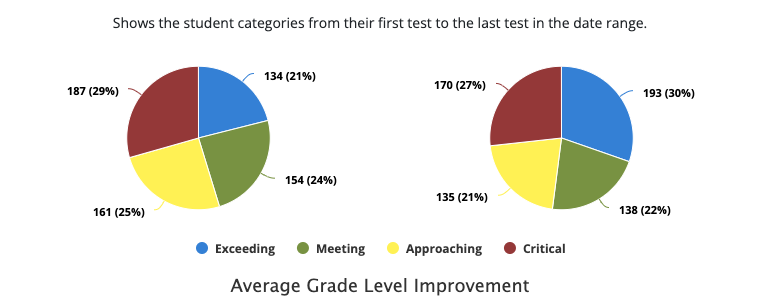 Shows the student categories from their first test to the last test in the date range.
187 (29%)
134 (21%)
154 (24%)
161 (25%)
170 (27%)
193 (30%)
138 (22%)
135 (21%)
Exceeding
Meeting
Approaching
Critical
Average Grade Level Improvement